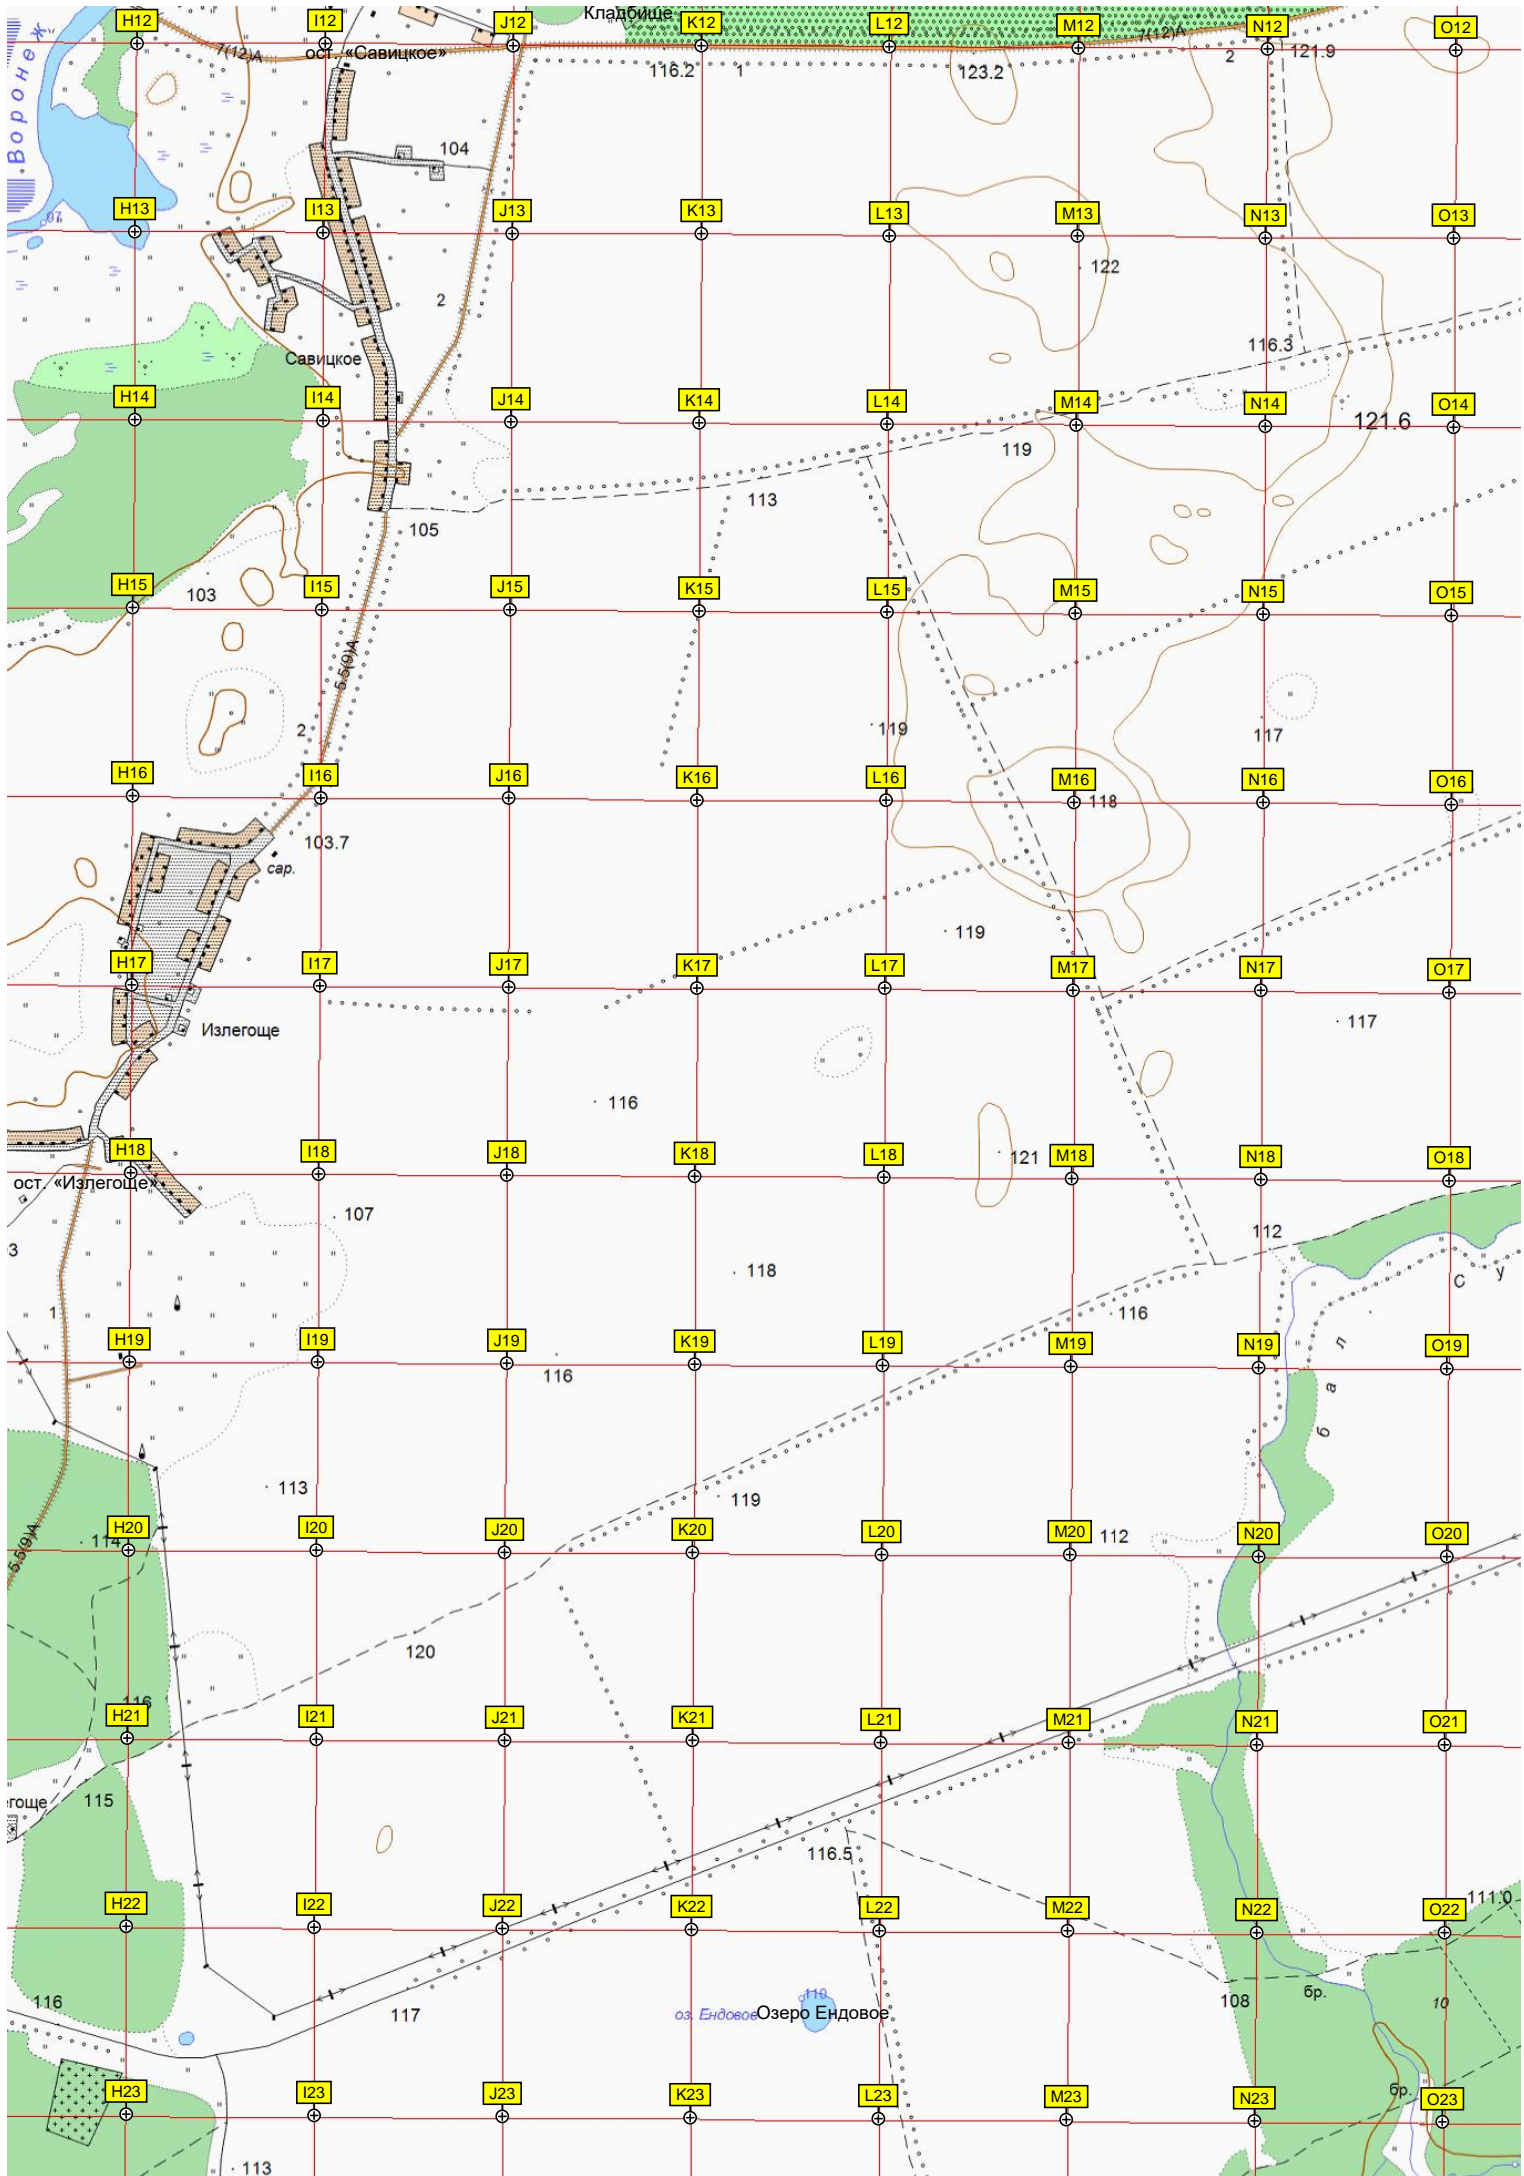 Кладбище
H12 I12 J12 K12 L12 M12 N12 O12
7(12)А ост. «Савицкое» 7(12)А
116.2 1 123.2 2 121.9
Воронеж
104
H13 I13 J13 K13 L13 M13 N13 O13
97
122
2
116.3
Савицкое
H14 I14 J14 K14 L14 M14 N14 O14
121.6
119
113
105
H15 I15 J15 K15 L15 M15 N15 O15
103
5.5(9)А
2 119 117
H16 I16 J16 K16 L16 M16 N16 O16
118
103.7
сар.
119
H17 I17 J17 K17 L17 M17 N17 O17
117
Излегоще
116
H18 I18 J18 K18 L18 M18 N18 O18
121
ост. «Излегоще»
107
112
3
118
с у
1 116
H19 I19 J19 K19 L19 M19 N19 O19
116
б а л
113
119
H20 I20 J20 K20 L20 M20 N20 O20
114 112
5.5(9)А
120
116
H21 I21 J21 K21 L21 M21 N21 O21
115
гоще
116.5
111.0
H22 I22 J22 K22 L22 M22 N22 O22
бр.
116 108 10
110
117 оз. Ендовое Озеро Ендовое
бр.
H23 I23 J23 K23 L23 M23 N23 O23
113